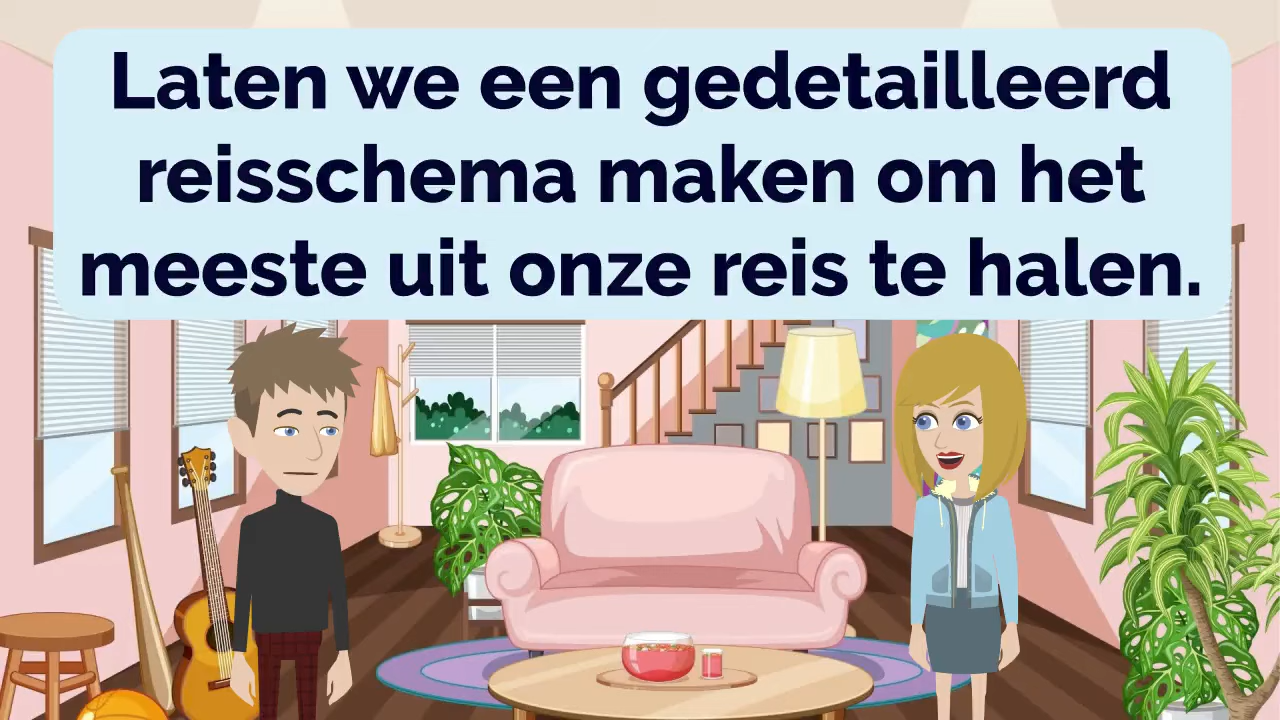 Laten we een gedetailleerd
reisschema maken om het
meeste uit onze reis te halen.